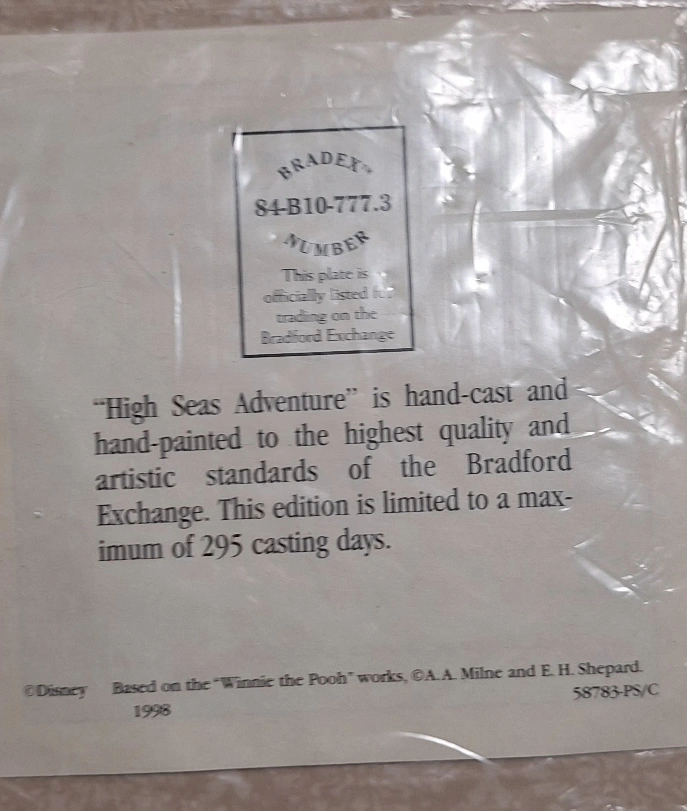 BRADEX™
84-B10-777.3
NUMBER
This plate is
officially listed for
trading on the
Bradford Exchange
“High Seas Adventure” is hand-cast and
hand-painted to the highest quality and
artistic standards of the Bradford
Exchange. This edition is limited to a max-
imum of 295 casting days.
©Disney Based on the “Winnie the Pooh” works, ©A. A. Milne and E. H. Shepard.
1998
58783-PS/C